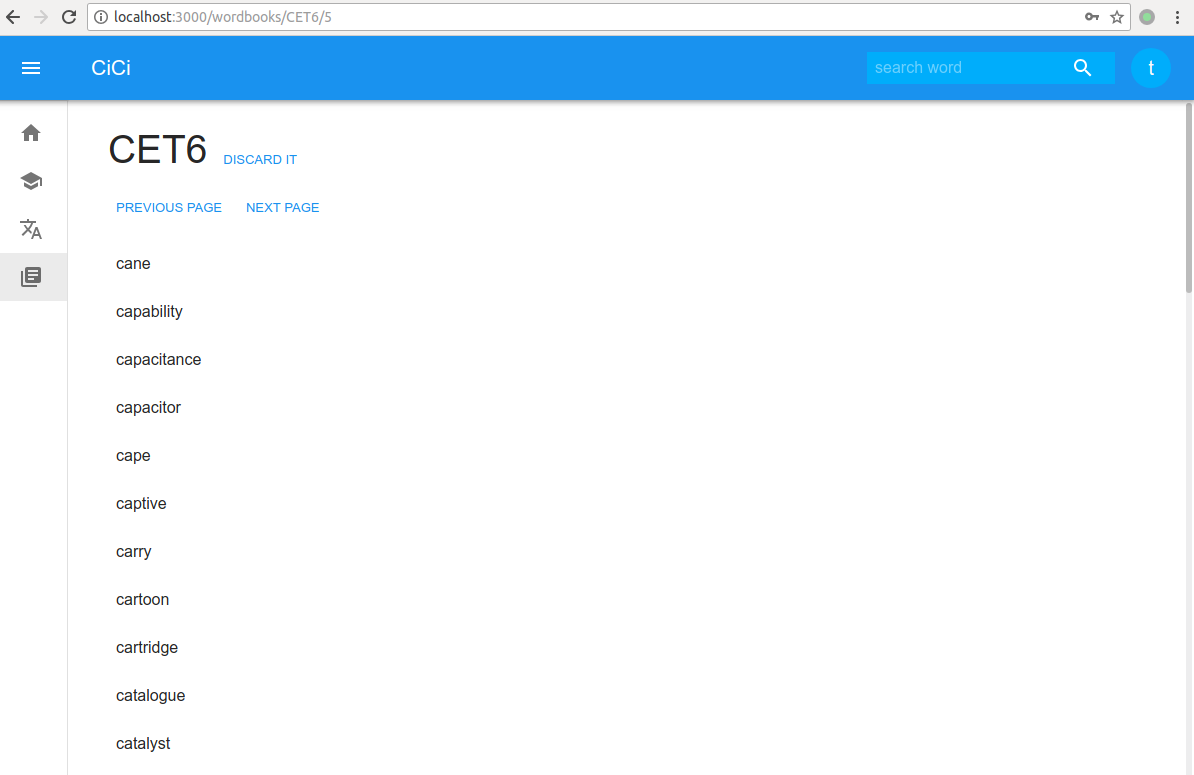 localhost:3000/wordbooks/CET6/5
CiCi search word t
CET6 DISCARD IT
PREVIOUS PAGE NEXT PAGE
cane
capability
capacitance
capacitor
cape
captive
carry
cartoon
cartridge
catalogue
catalyst